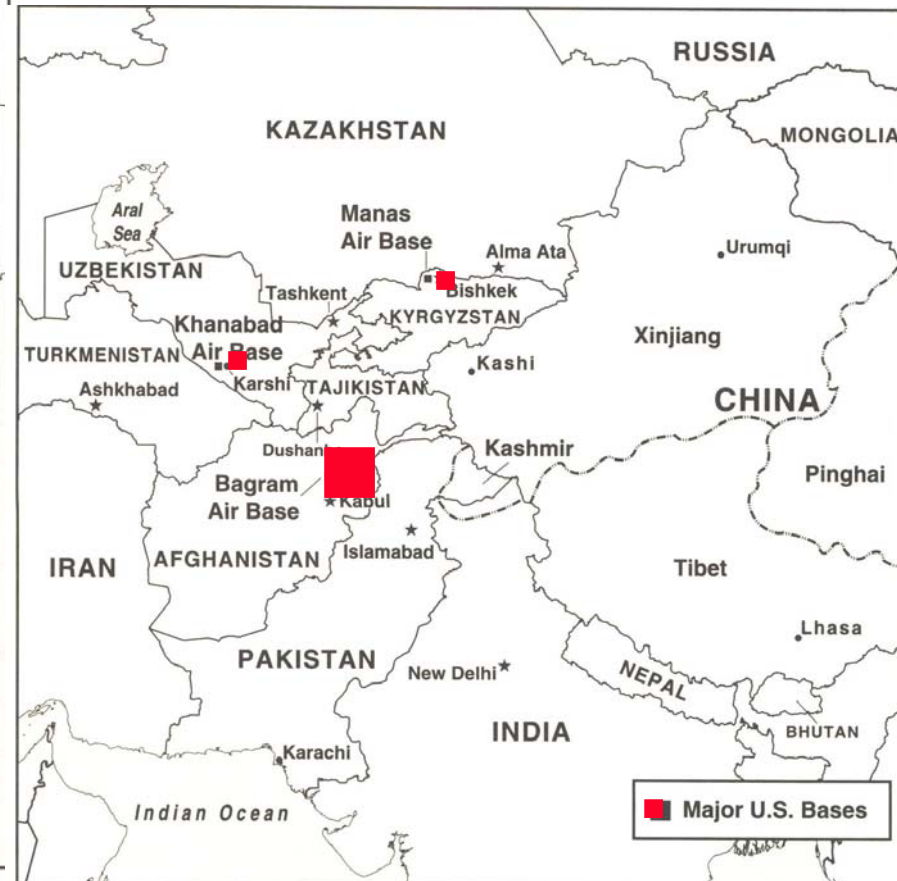 RUSSIA
KAZAKHSTAN
MONGOLIA
Aral
Sea
Manas
Air Base
Alma Ata
Urumqi
UZBEKISTAN
Bishkek
Tashkent
KYRGYZSTAN
Khanabad
Air Base
Xinjiang
TURKMENISTAN
Kashi
Karshi
TAJIKISTAN
Ashkhabad
CHINA
Kashmir
Pinghai
Bagram
Air Base
Kabul
Islamabad
AFGHANISTAN
IRAN
Tibet
Lhasa
PAKISTAN
New Delhi
NEPAL
BHUTAN
INDIA
Karachi
Indian Ocean
Major U.S. Bases